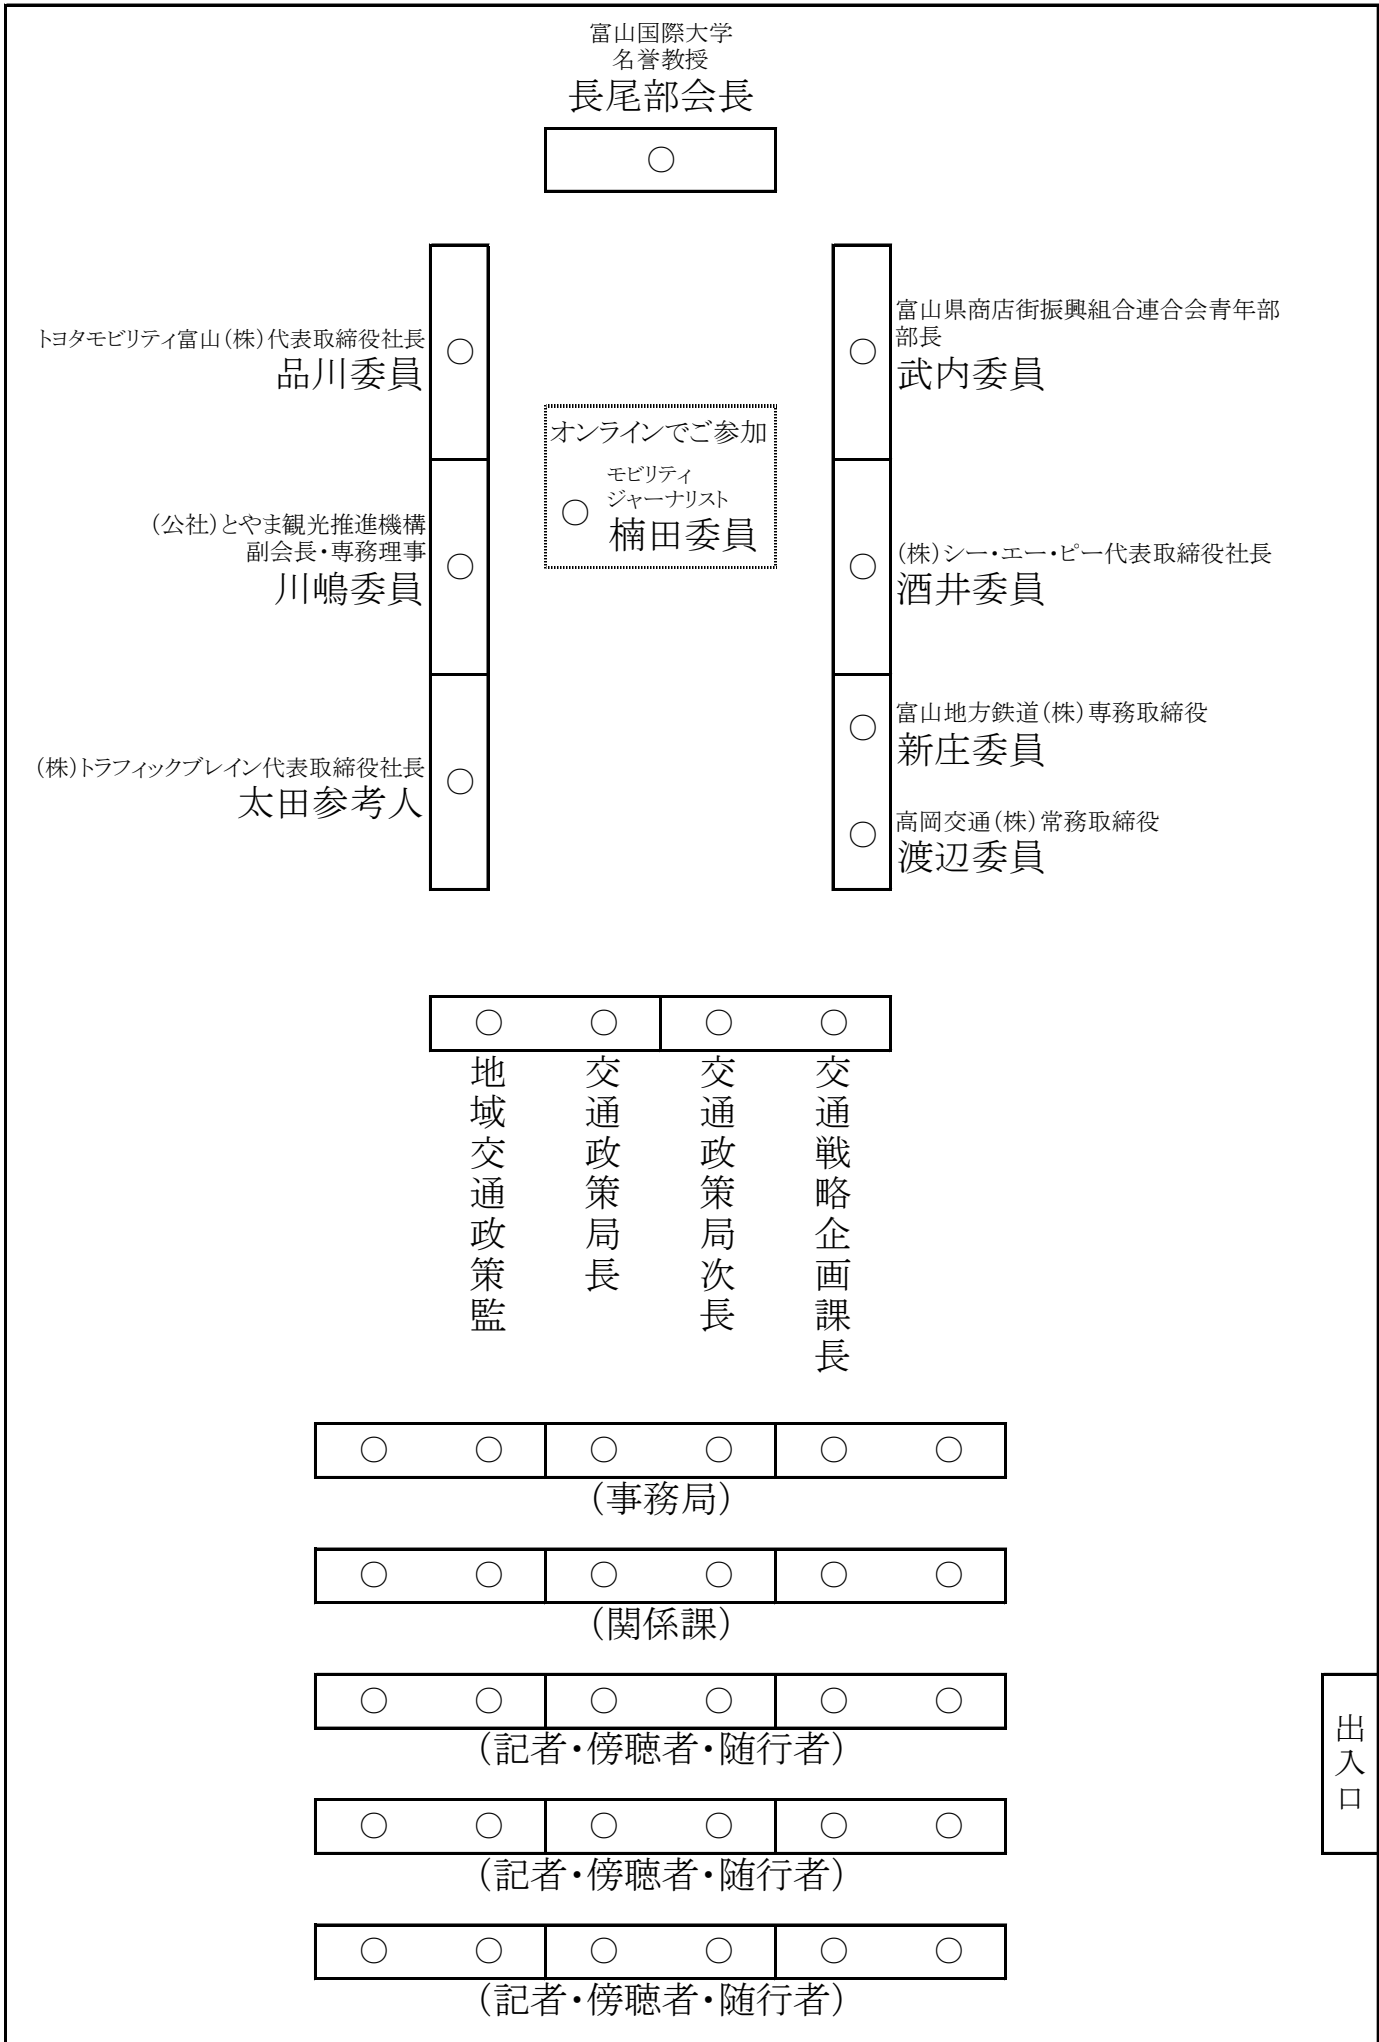 富山国際大学
名誉教授
長尾部会長
○
トヨタモビリティ富山(株)代表取締役社長
品川委員
○
(公社)とやま観光推進機構
副会長・専務理事
川嶋委員
○
(株)トラフィックブレイン代表取締役社長
太田参考人
○
オンラインでご参加
モビリティ
ジャーナリスト
○
楠田委員
富山県商店街振興組合連合会青年部
部長
○
武内委員
(株)シー・エー・ピー代表取締役社長
○
酒井委員
富山地方鉄道(株)専務取締役
○
新庄委員
高岡交通(株)常務取締役
○
渡辺委員
○ ○ ○ ○
地域交通政策監
交通政策局長
交通政策局次長
交通戦略企画課長
○ ○ ○ ○ ○ ○
(事務局)
○ ○ ○ ○ ○ ○
(関係課)
○ ○ ○ ○ ○ ○
(記者・傍聴者・随行者)
○ ○ ○ ○ ○ ○
(記者・傍聴者・随行者)
○ ○ ○ ○ ○ ○
(記者・傍聴者・随行者)
出入口